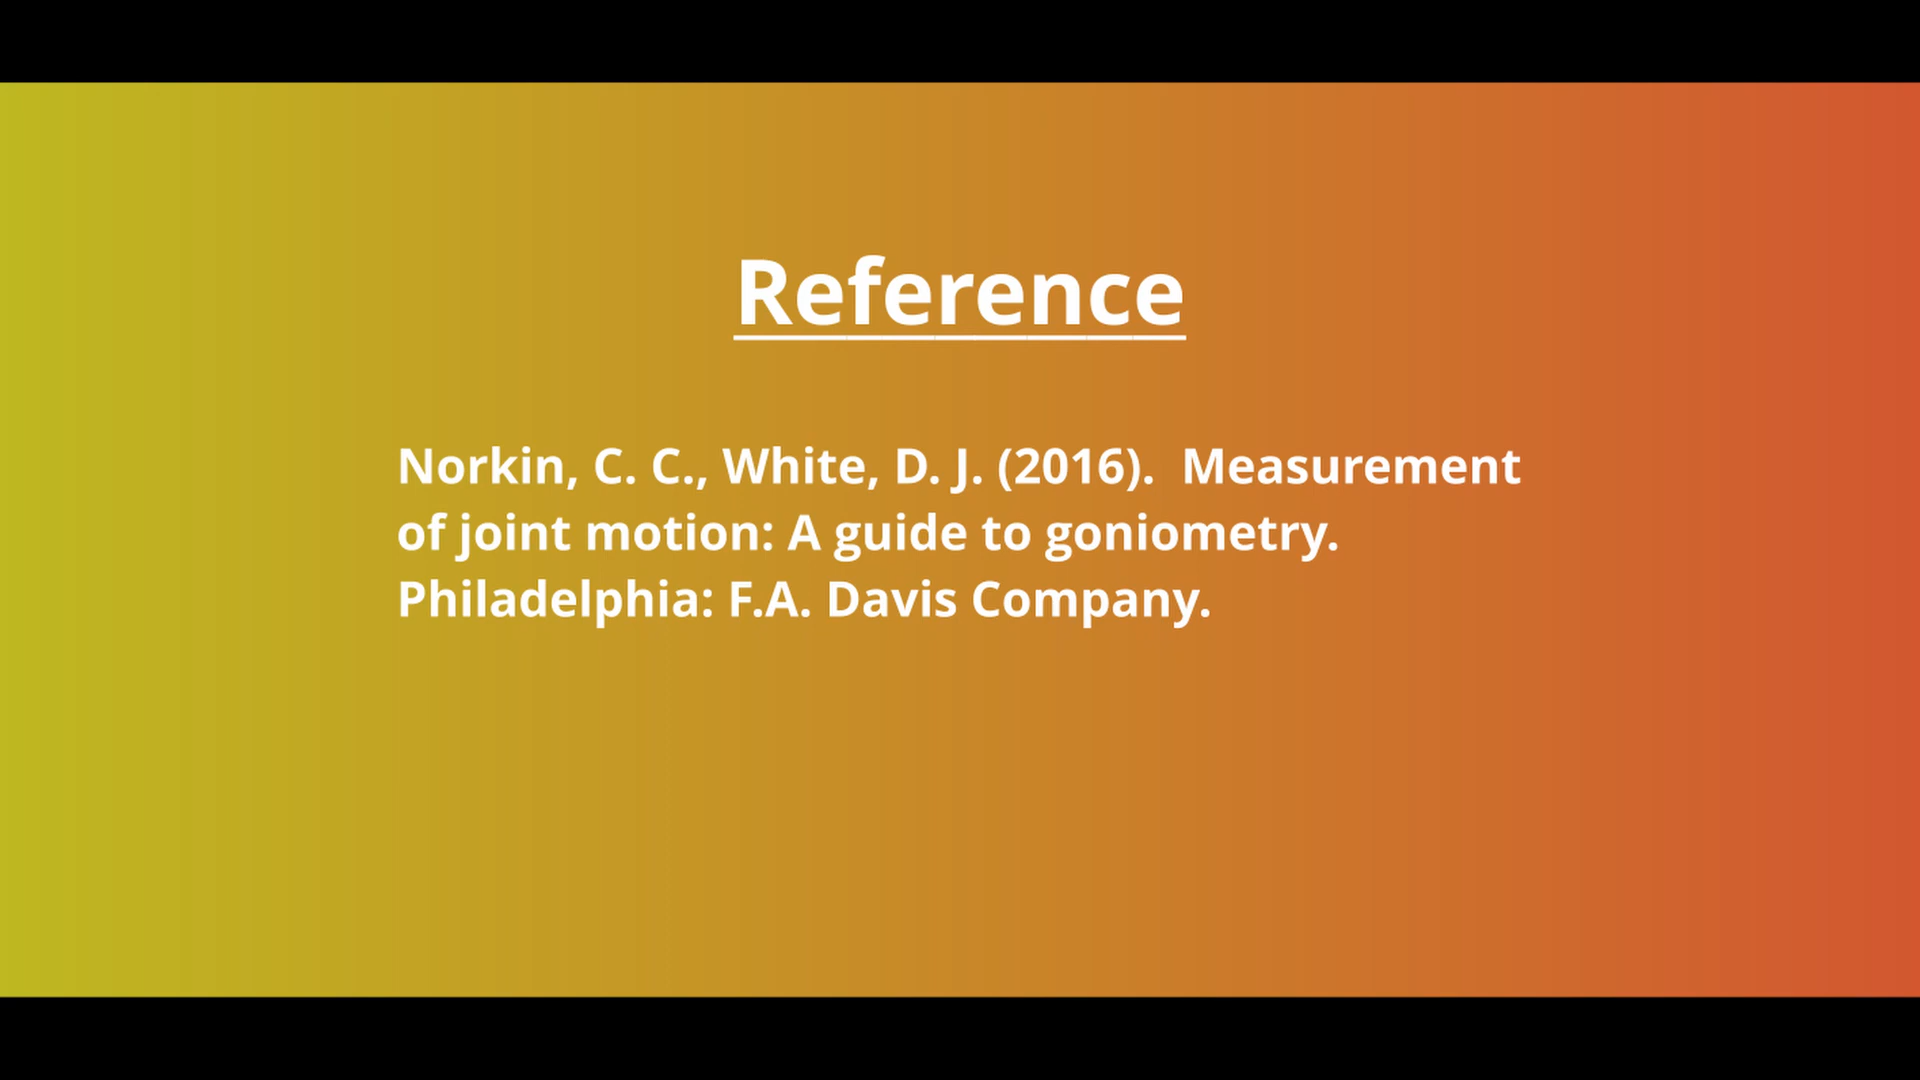 Reference
Norkin, C. C., White, D. J. (2016).  Measurement
of joint motion: A guide to goniometry.
Philadelphia: F.A. Davis Company.